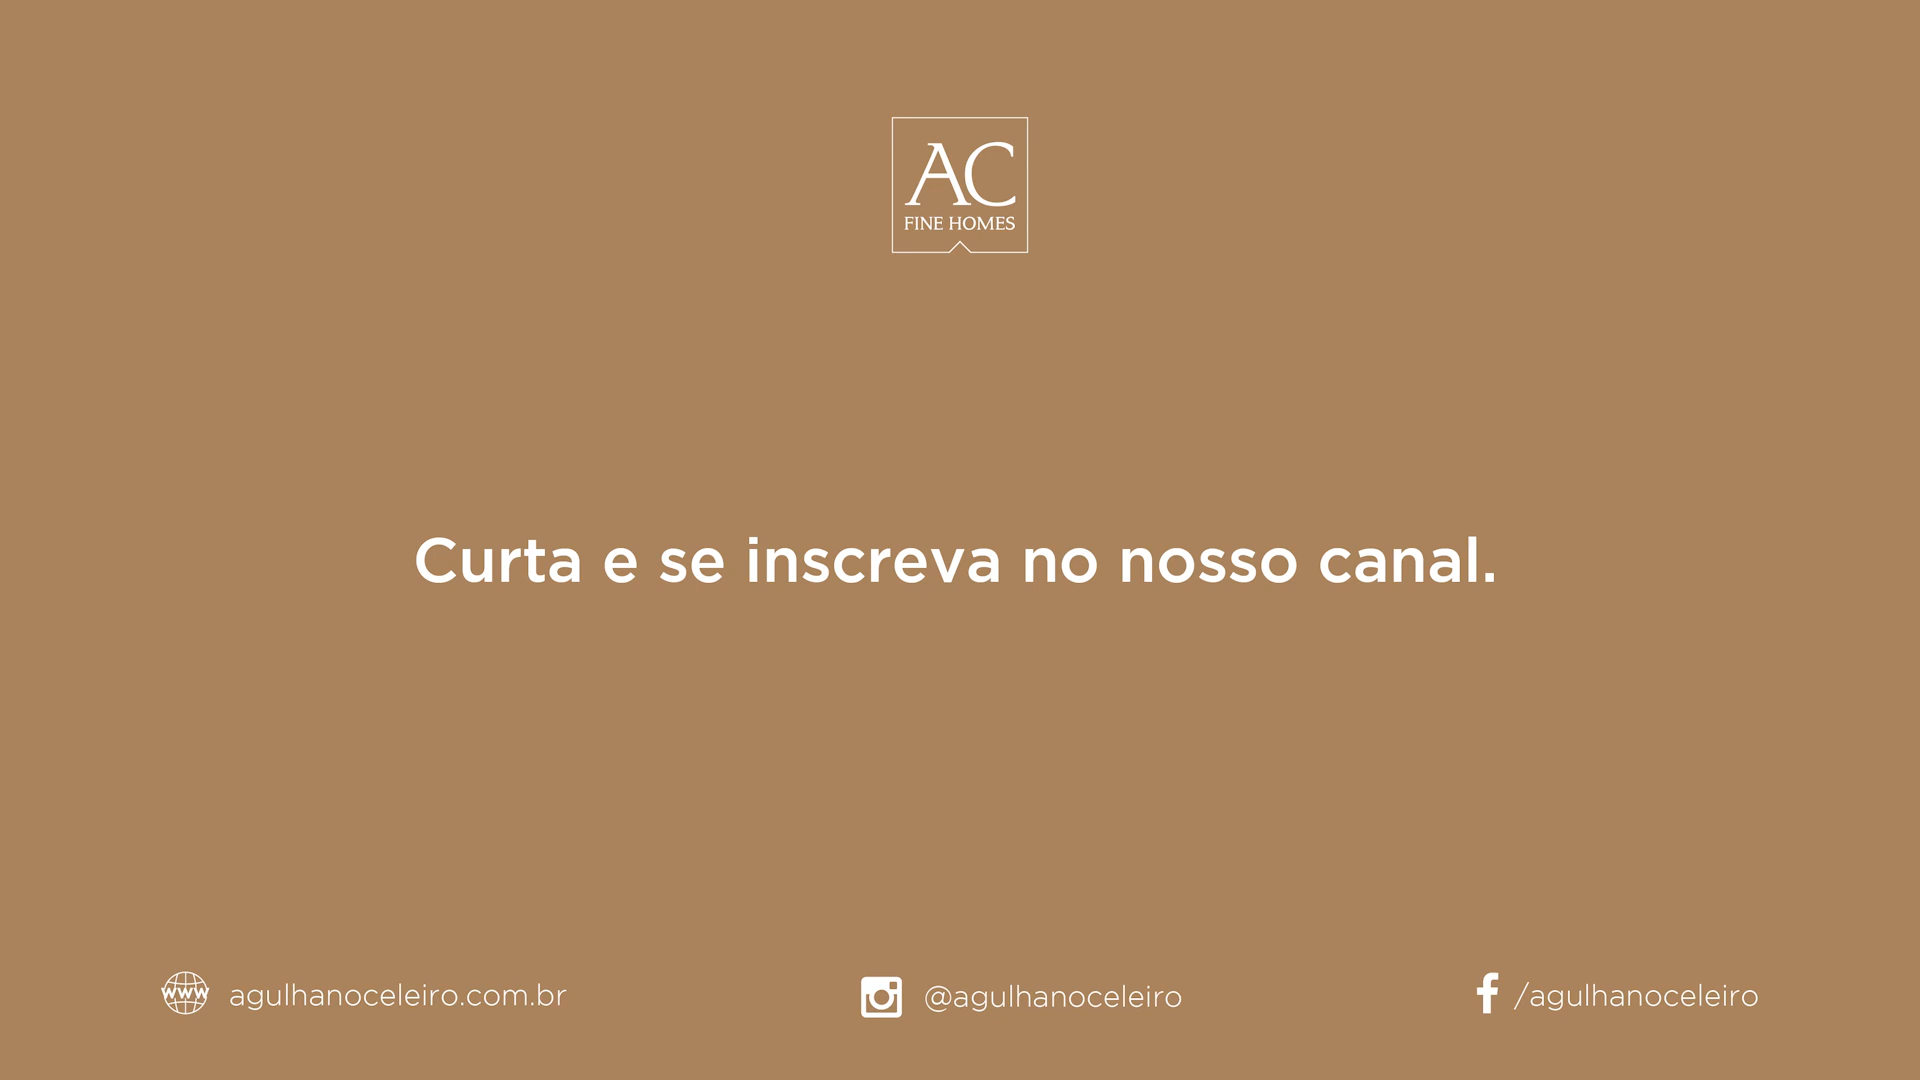 AC
FINE HOMES
Curta e se inscreva no nosso canal.
www agulhanoceleiro.com.br
@agulhanoceleiro
/agulhanoceleiro